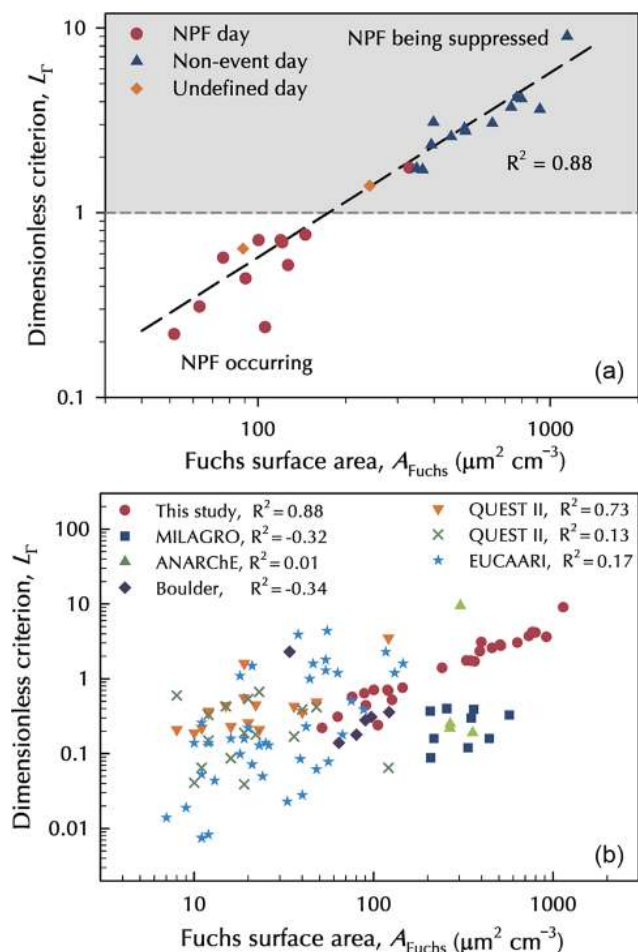 10
NPF day
NPF being suppressed
Non-event day
Undefined day
R² = 0.88
1
NPF occurring
0.1
(a)
100
1000
Dimensionless criterion, L_Γ
Fuchs surface area, A_Fuchs (µm² cm⁻³)
This study, R² = 0.88
QUEST II, R² = 0.73
100
MILAGRO, R² = -0.32
QUEST II, R² = 0.13
ANARChE, R² = 0.01
EUCAARI, R² = 0.17
Boulder, R² = -0.34
10
1
0.1
0.01
(b)
10
100
1000
Dimensionless criterion, L_Γ
Fuchs surface area, A_Fuchs (µm² cm⁻³)